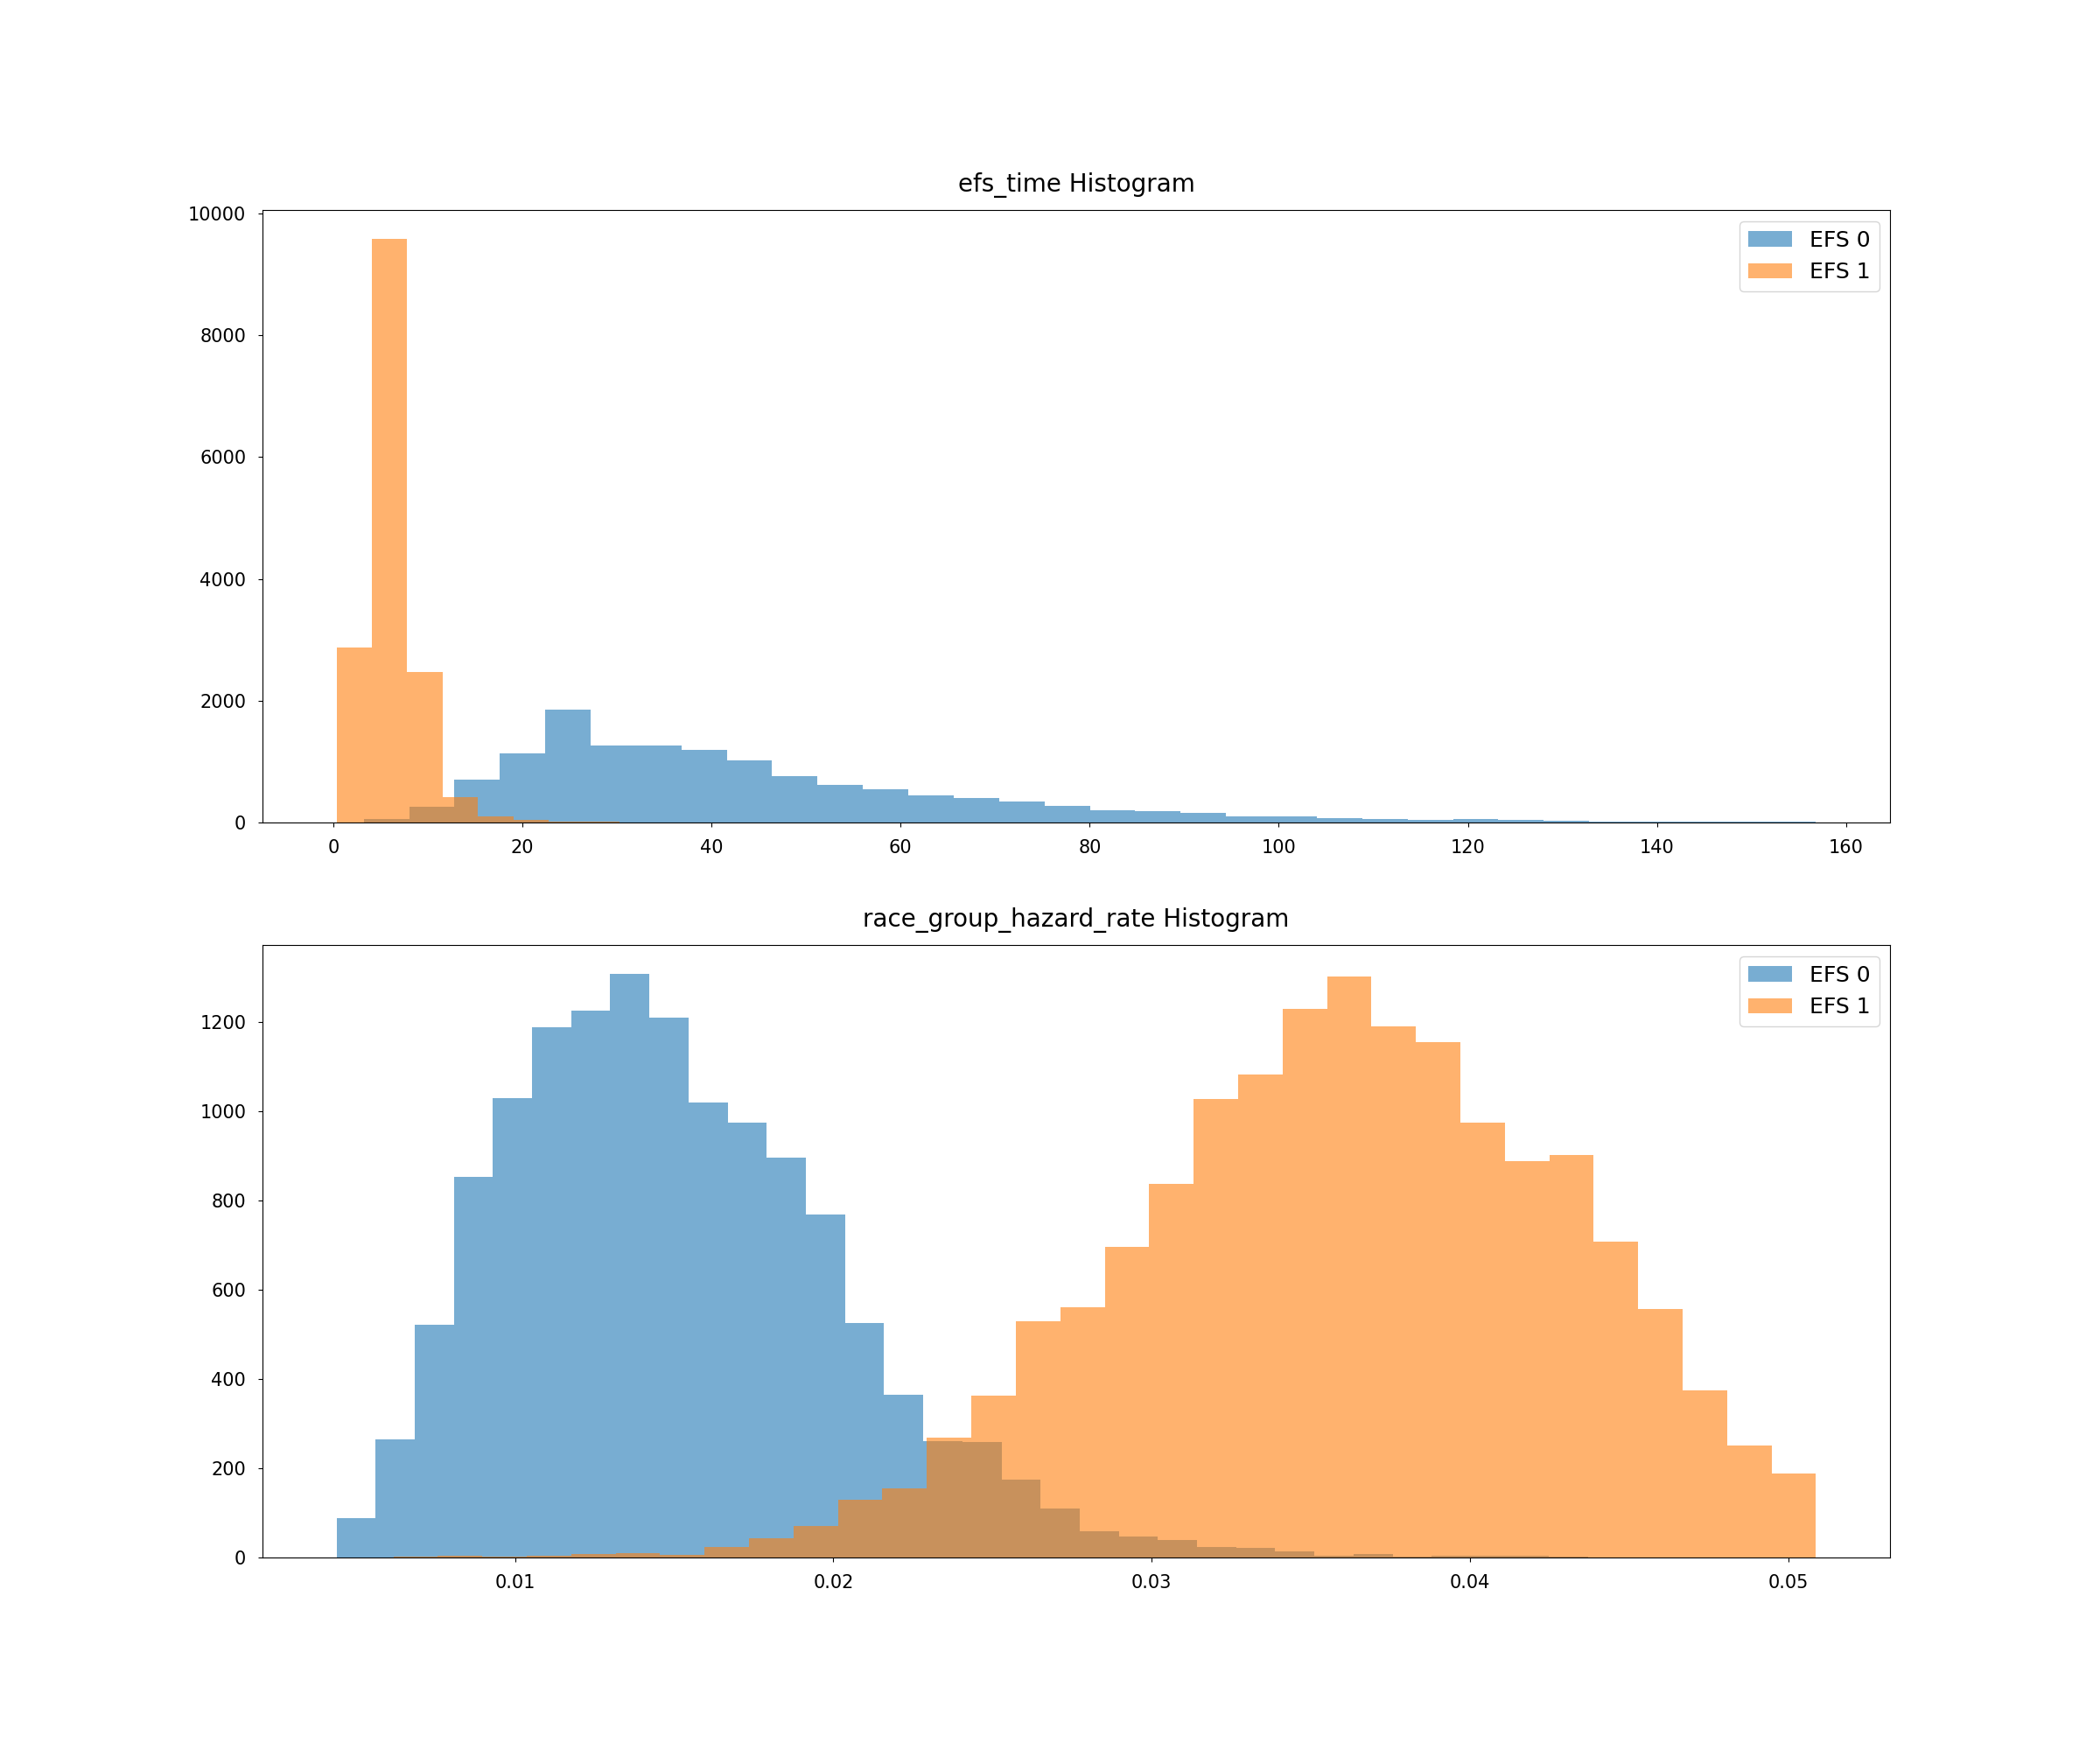 efs_time Histogram
10000
8000
6000
4000
2000
0
EFS 0
EFS 1
0 20 40 60 80 100 120 140 160
race_group_hazard_rate Histogram
1200
1000
800
600
400
200
0
EFS 0
EFS 1
0.01 0.02 0.03 0.04 0.05